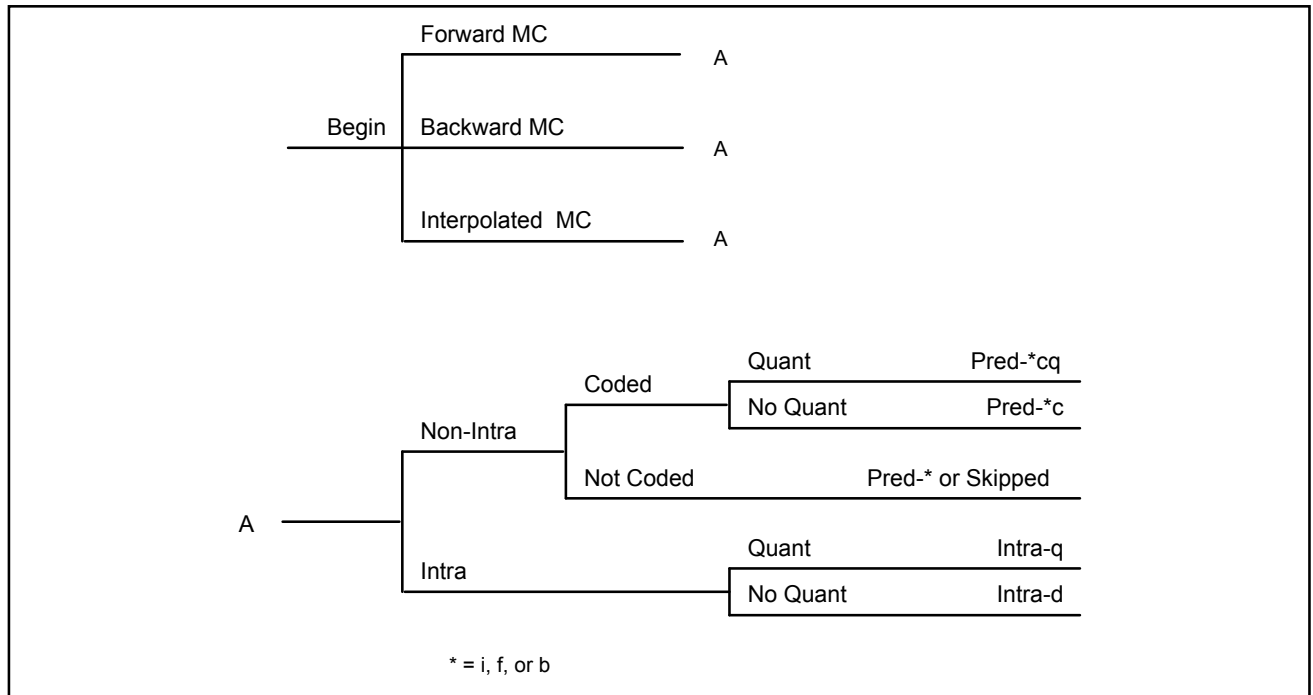 Forward MC
A
Begin
Backward MC
A
Interpolated MC
A
Quant Pred-*cq
Coded
No Quant Pred-*c
Non-Intra
Not Coded Pred-* or Skipped
A
Quant Intra-q
Intra
No Quant Intra-d
* = i, f, or b